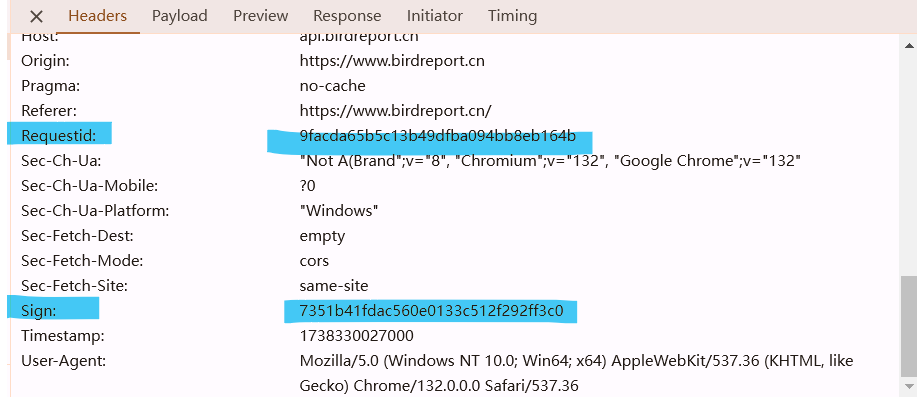 Headers Payload Preview Response Initiator Timing
Host: api.birdreport.cn
Origin: https://www.birdreport.cn
Pragma: no-cache
Referer: https://www.birdreport.cn/
Requestid: 9facda65b5c13b49dfba094bb8eb164b
Sec-Ch-Ua: "Not A(Brand";v="8", "Chromium";v="132", "Google Chrome";v="132"
Sec-Ch-Ua-Mobile: ?0
Sec-Ch-Ua-Platform: "Windows"
Sec-Fetch-Dest: empty
Sec-Fetch-Mode: cors
Sec-Fetch-Site: same-site
Sign: 7351b41fdac560e0133c512f292ff3c0
Timestamp: 1738330027000
User-Agent: Mozilla/5.0 (Windows NT 10.0; Win64; x64) AppleWebKit/537.36 (KHTML, like
Gecko) Chrome/132.0.0.0 Safari/537.36